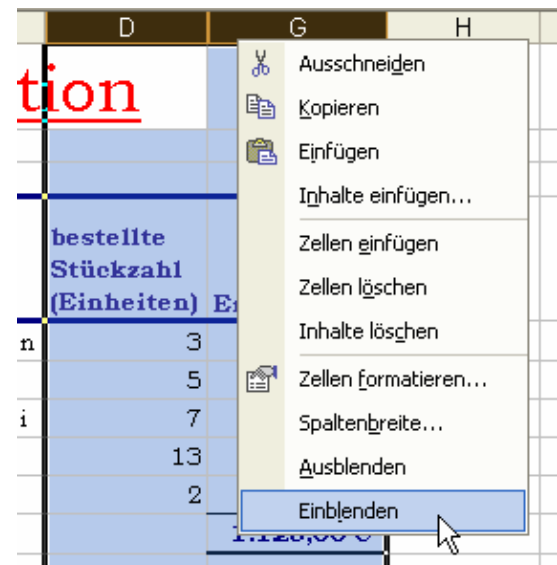 D G H
tion
bestellte
Stückzahl
(Einheiten)
n 3
5
i 7
13
2
Ausschneiden
Kopieren
Einfügen
Inhalte einfügen...
Zellen einfügen
Zellen löschen
Inhalte löschen
Zellen formatieren...
Spaltenbreite...
Ausblenden
Einblenden